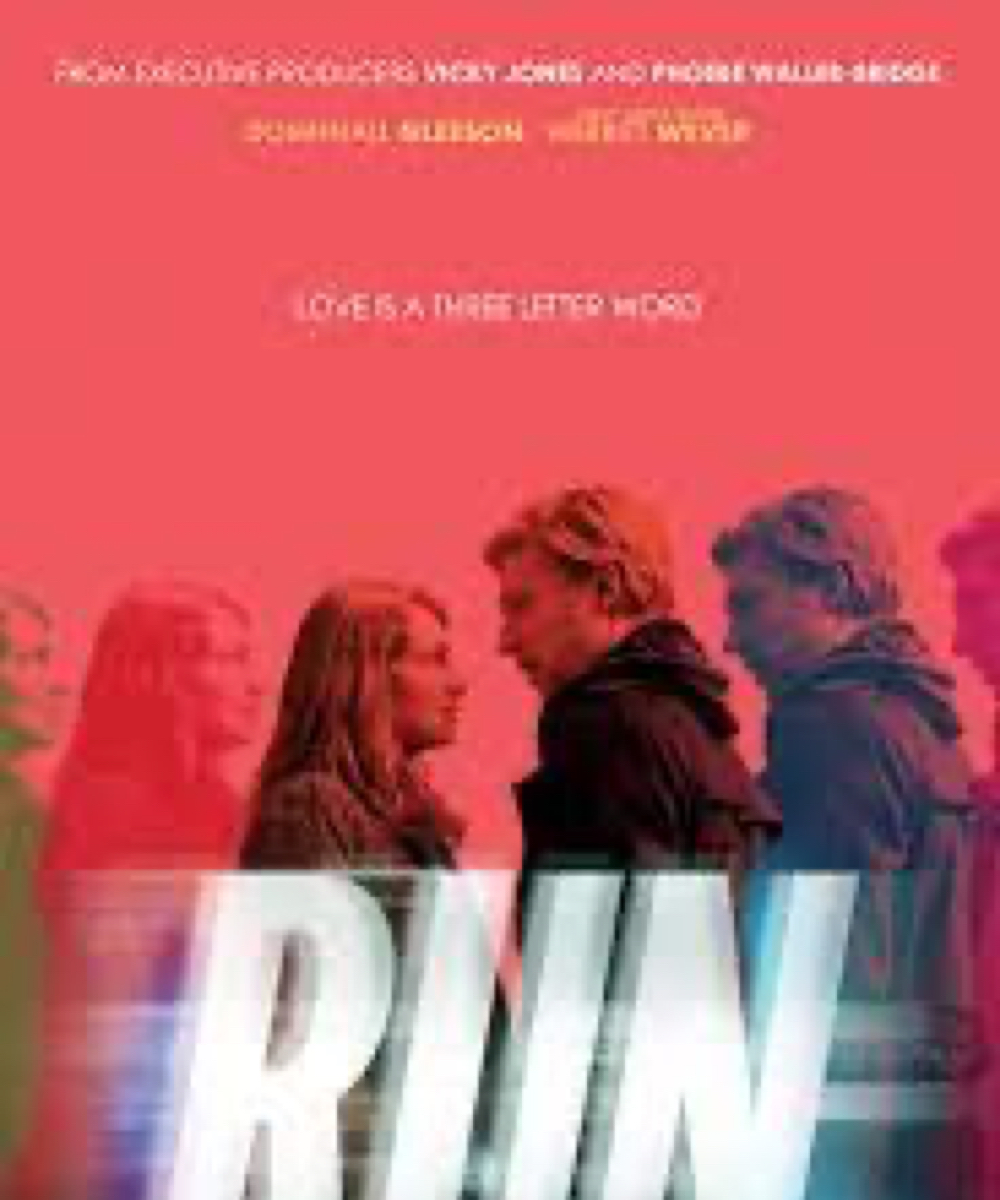 FROM EXECUTIVE PRODUCERS VICKY JONES AND PHOEBE WALLER-BRIDGE
DOMHNALL GLEESON MERRITT WEVER
LOVE IS A THREE LETTER WORD
RUN